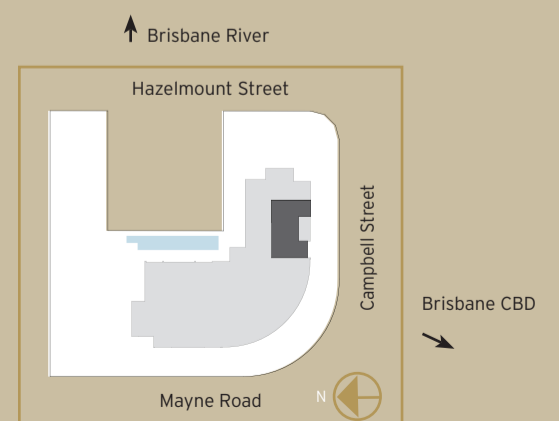 Brisbane River
Hazelmount Street
Campbell Street
Brisbane CBD
Mayne Road
N